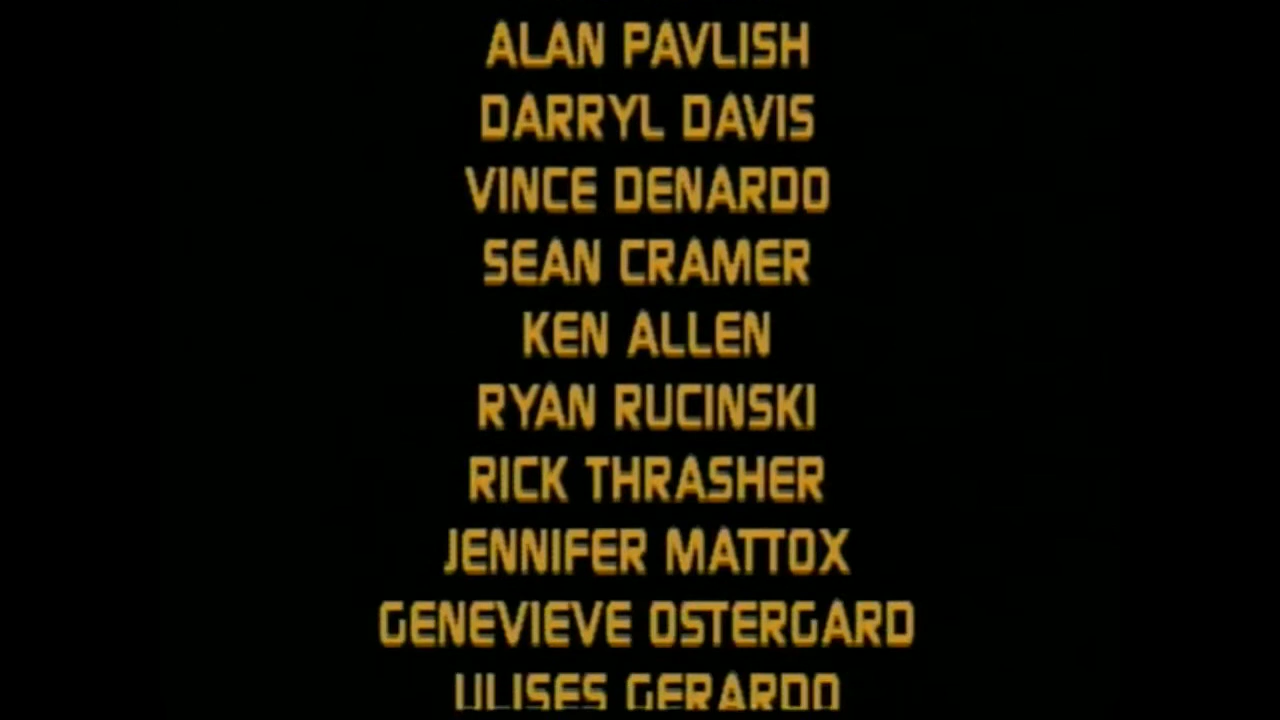 ALAN PAVLISH
DARRYL DAVIS
VINCE DENARDO
SEAN CRAMER
KEN ALLEN
RYAN RUCINSKI
RICK THRASHER
JENNIFER MATTOX
GENEVIEVE OSTERGARD
ULISES GERARDO